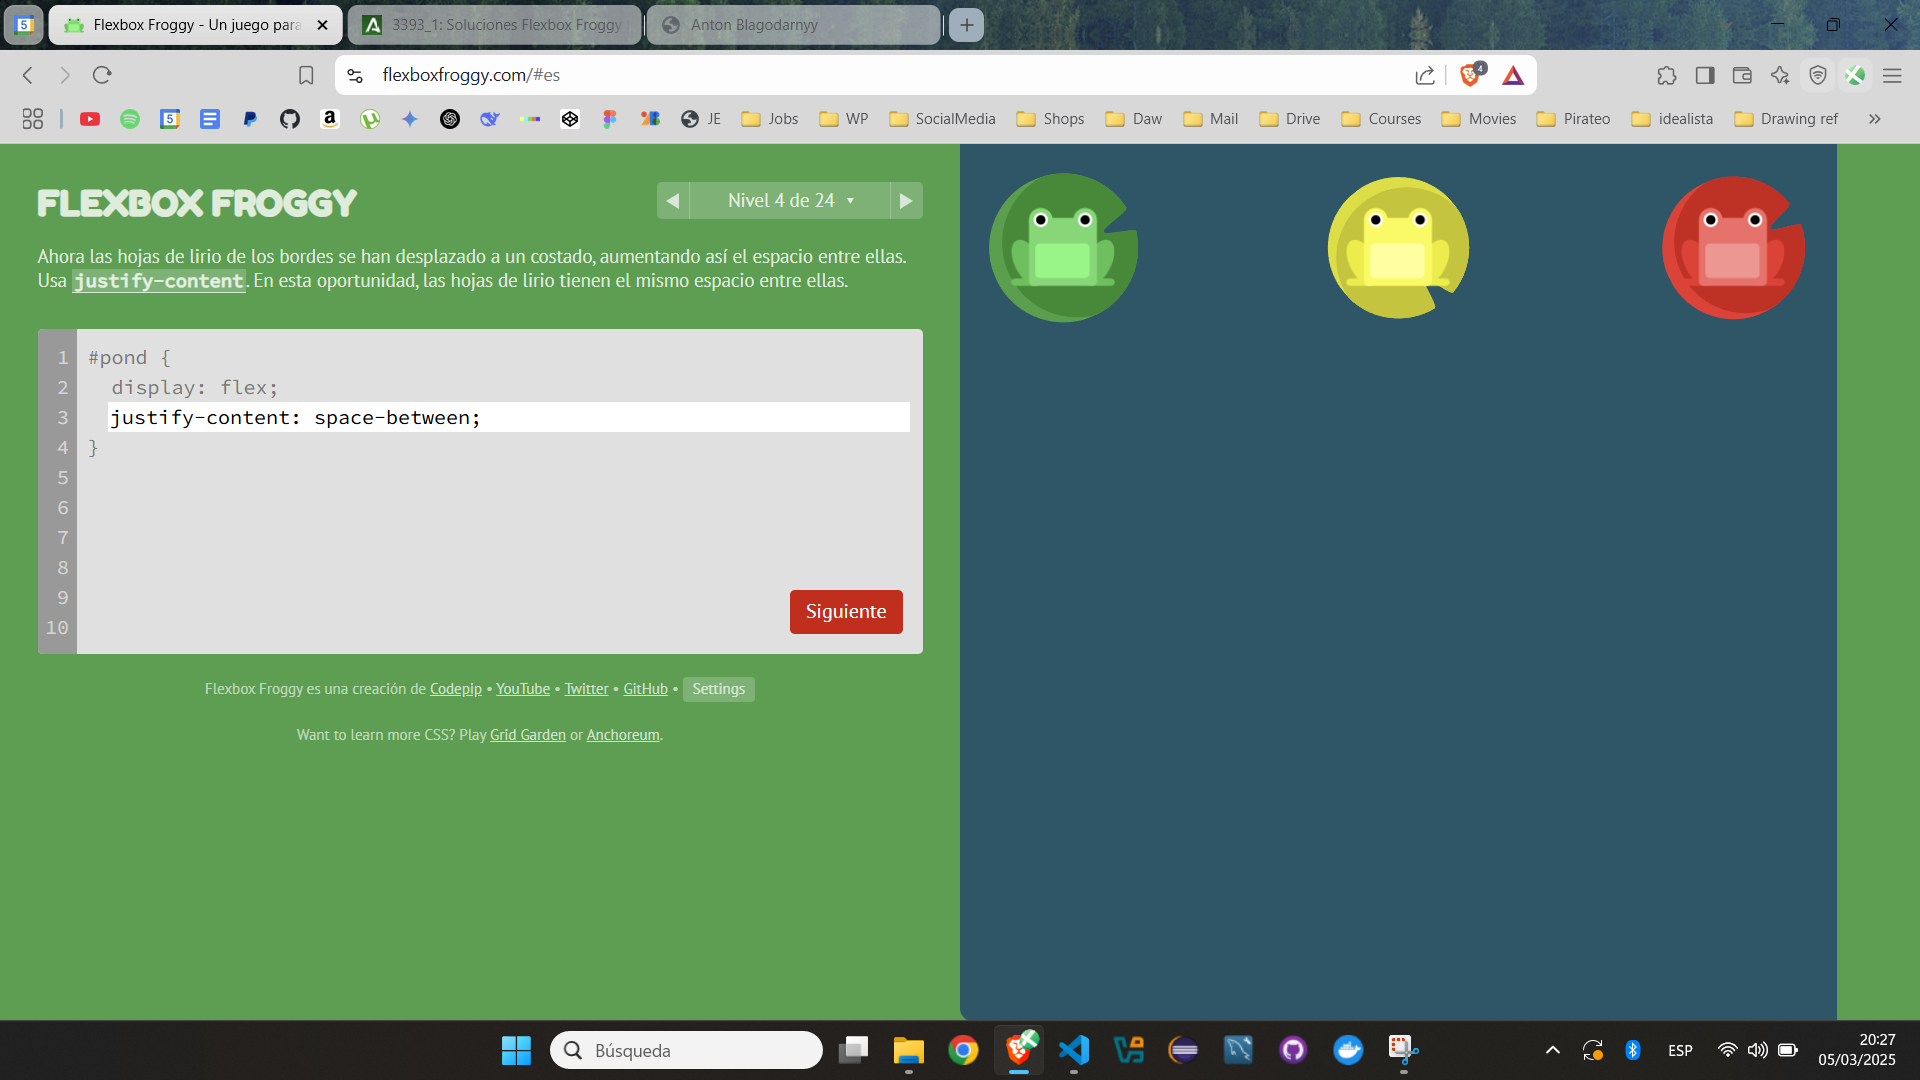 5
Flexbox Froggy - Un juego para
3393_1: Soluciones Flexbox Froggy
Anton Blagodarnyy
flexboxfroggy.com/#es
4
5
JE
Jobs
WP
SocialMedia
Shops
Daw
Mail
Drive
Courses
Movies
Pirateo
idealista
Drawing ref
FLEXBOX FROGGY
Nivel 4 de 24
Ahora las hojas de lirio de los bordes se han desplazado a un costado, aumentando así el espacio entre ellas.
Usa justify-content. En esta oportunidad, las hojas de lirio tienen el mismo espacio entre ellas.
1 #pond {
2 display: flex;
3 justify-content: space-between;
4 }
5
6
7
8
9
10
Siguiente
Flexbox Froggy es una creación de Codepip • YouTube • Twitter • GitHub • Settings
Want to learn more CSS? Play Grid Garden or Anchoreum.
Búsqueda
ESP
20:27
05/03/2025